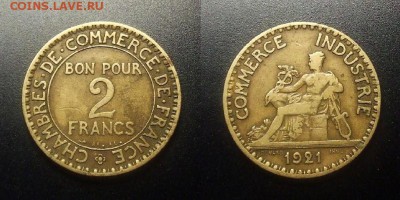 COINS.LAVE.RU
CHAMBRES·DE·COMMERCE·DE·FRANCE
BON POUR
2
FRANCS
COMMERCE INDUSTRIE
1921